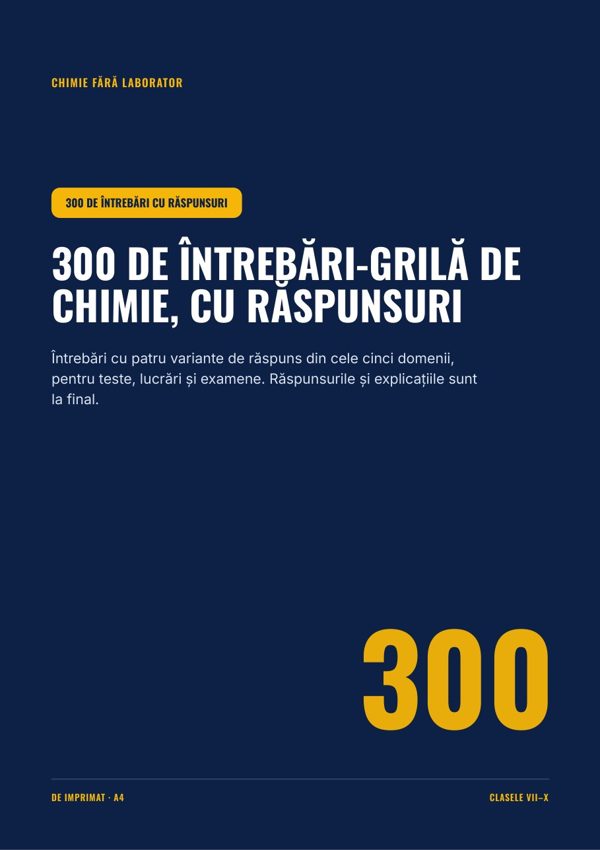 CHIMIE FĂRĂ LABORATOR
300 DE ÎNTREBĂRI CU RĂSPUNSURI
300 DE ÎNTREBĂRI-GRILĂ DE
CHIMIE, CU RĂSPUNSURI
Întrebări cu patru variante de răspuns din cele cinci domenii,
pentru teste, lucrări și examene. Răspunsurile și explicațiile sunt
la final.
300
DE IMPRIMAT · A4
CLASELE VII–X